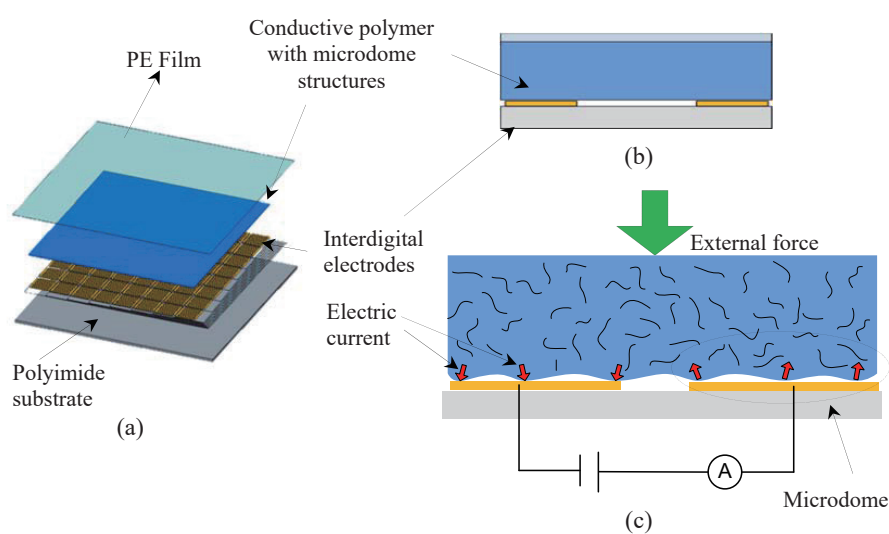 PE Film
Conductive polymer
with microdome
structures
(b)
Interdigital
electrodes
Electric
current
Polyimide
substrate
(a)
External force
A
Microdome
(c)